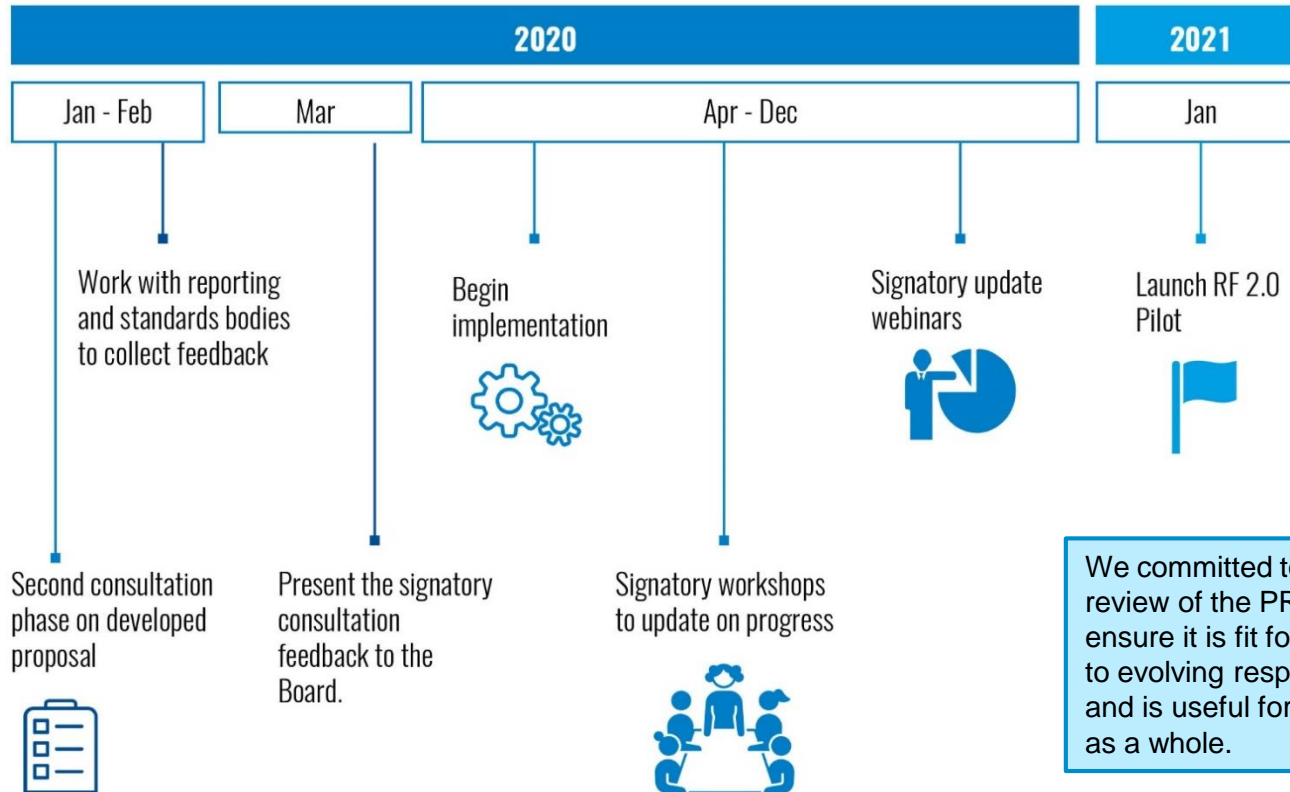 2020
2021
Jan - Feb
Mar
Apr - Dec
Jan
Work with reporting
and standards bodies
to collect feedback
Begin
implementation
Signatory update
webinars
Launch RF 2.0
Pilot
Second consultation
phase on developed
proposal
Present the signatory
consultation
feedback to the
Board.
Signatory workshops
to update on progress
We committed
review of the
ensure it is fit
to evolving
and is useful for
as a whole.